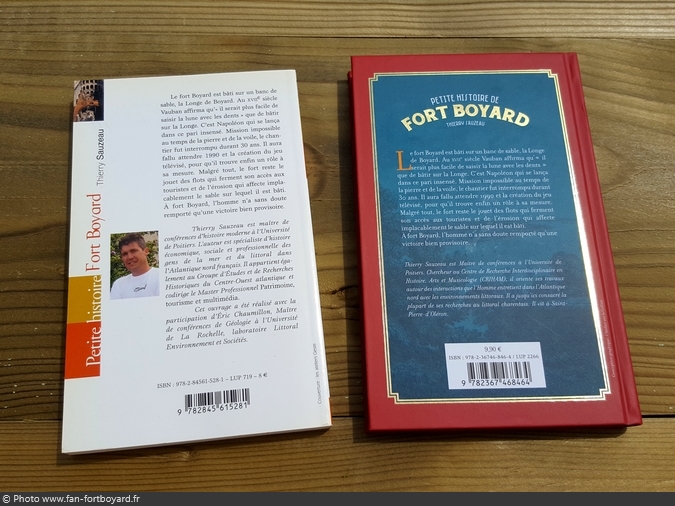 Petite histoire Fort Boyard
Thierry Sauzeau
Le fort Boyard est bâti sur un banc de
sable, la Longe de Boyard. Au XVIIe siècle
Vauban affirma qu'« il serait plus facile de
saisir la lune avec les dents » que de bâtir
sur la Longe. C'est Napoléon qui se lança
dans ce pari insensé. Mission impossible
au temps de la pierre et de la voile, le chan-
tier fut interrompu durant 30 ans. Il aura
fallu attendre 1990 et la création du jeu
télévisé, pour qu'il trouve enfin un rôle à
sa mesure. Malgré tout, le fort reste le
jouet des flots qui ferment son accès aux
touristes et de l'érosion qui affecte impla-
cablement le sable sur lequel il est bâti.
A fort Boyard, l'homme n'a sans doute
remporté qu'une victoire bien provisoire.
Thierry Sauzeau est maître de
conférences d'histoire moderne à l'Université
de Poitiers. L'auteur est spécialiste d'histoire
économique, sociale et professionnelle des
gens de la mer et du littoral dans
l'Atlantique nord français. Il appartient éga-
lement au Groupe d'Études et de Recherches
Historiques du Centre-Ouest atlantique et
codirige le Master Professionnel Patrimoine,
tourisme et multimédia.
Cet ouvrage a été réalisé avec la
participation d'Éric Chaumillon, Maître
de conférences de Géologie à l'Université
de La Rochelle, laboratoire Littoral
Environnement et Sociétés.
ISBN : 978-2-84561-528-1 – LUP 719 – 8 €
9 782845 615281
PETITE HISTOIRE DE
FORT BOYARD
THIERRY SAUZEAU
Le fort Boyard est bâti sur un banc de sable, la Longe
de Boyard. Au XVIIe siècle Vauban affirma qu'« il
serait plus facile de saisir la lune avec les dents »
que de bâtir sur la Longe. C'est Napoléon qui se lança
dans ce pari insensé. Mission impossible au temps de
la pierre et de la voile, le chantier fut interrompu durant
30 ans. Il aura fallu attendre 1990 et la création du jeu
télévisé, pour qu'il trouve enfin un rôle à sa mesure.
Malgré tout, le fort reste le jouet des flots qui ferment
son accès aux touristes et de l'érosion qui affecte
implacablement le sable sur lequel il est bâti.
A fort Boyard, l'homme n'a sans doute remporté qu'une
victoire bien provisoire...
Thierry Sauzeau est Maître de conférences à l'Université de
Poitiers. Chercheur au Centre de Recherche Interdisciplinaire en
Histoire, Arts et Musicologie (CRIHAM), il oriente ses travaux
autour des interactions que l'Homme entretient dans l'Atlantique
nord avec les environnements littoraux. Il a jusqu'ici consacré la
plupart de ses recherches au littoral charentais. Il vit à Saint-
Pierre d'Oléron.
9,90 €
ISBN : 978-2-36746-846-4 / LUP 2266
9 782367 468464
© Photo www.fan-fortboyard.fr